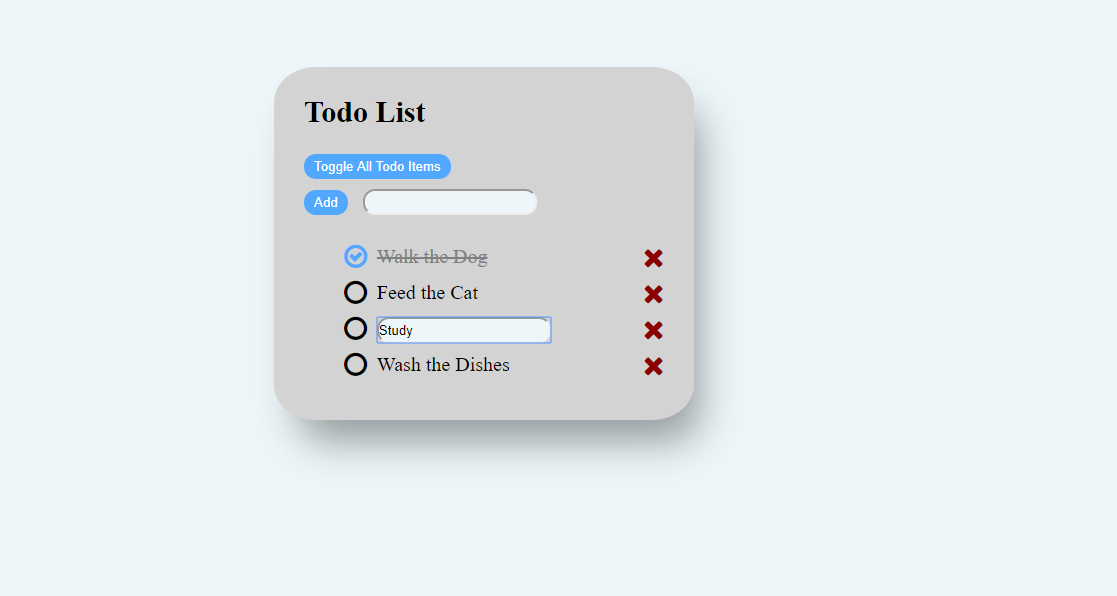 Todo List
Toggle All Todo Items
Add
Walk the Dog
Feed the Cat
Study
Wash the Dishes